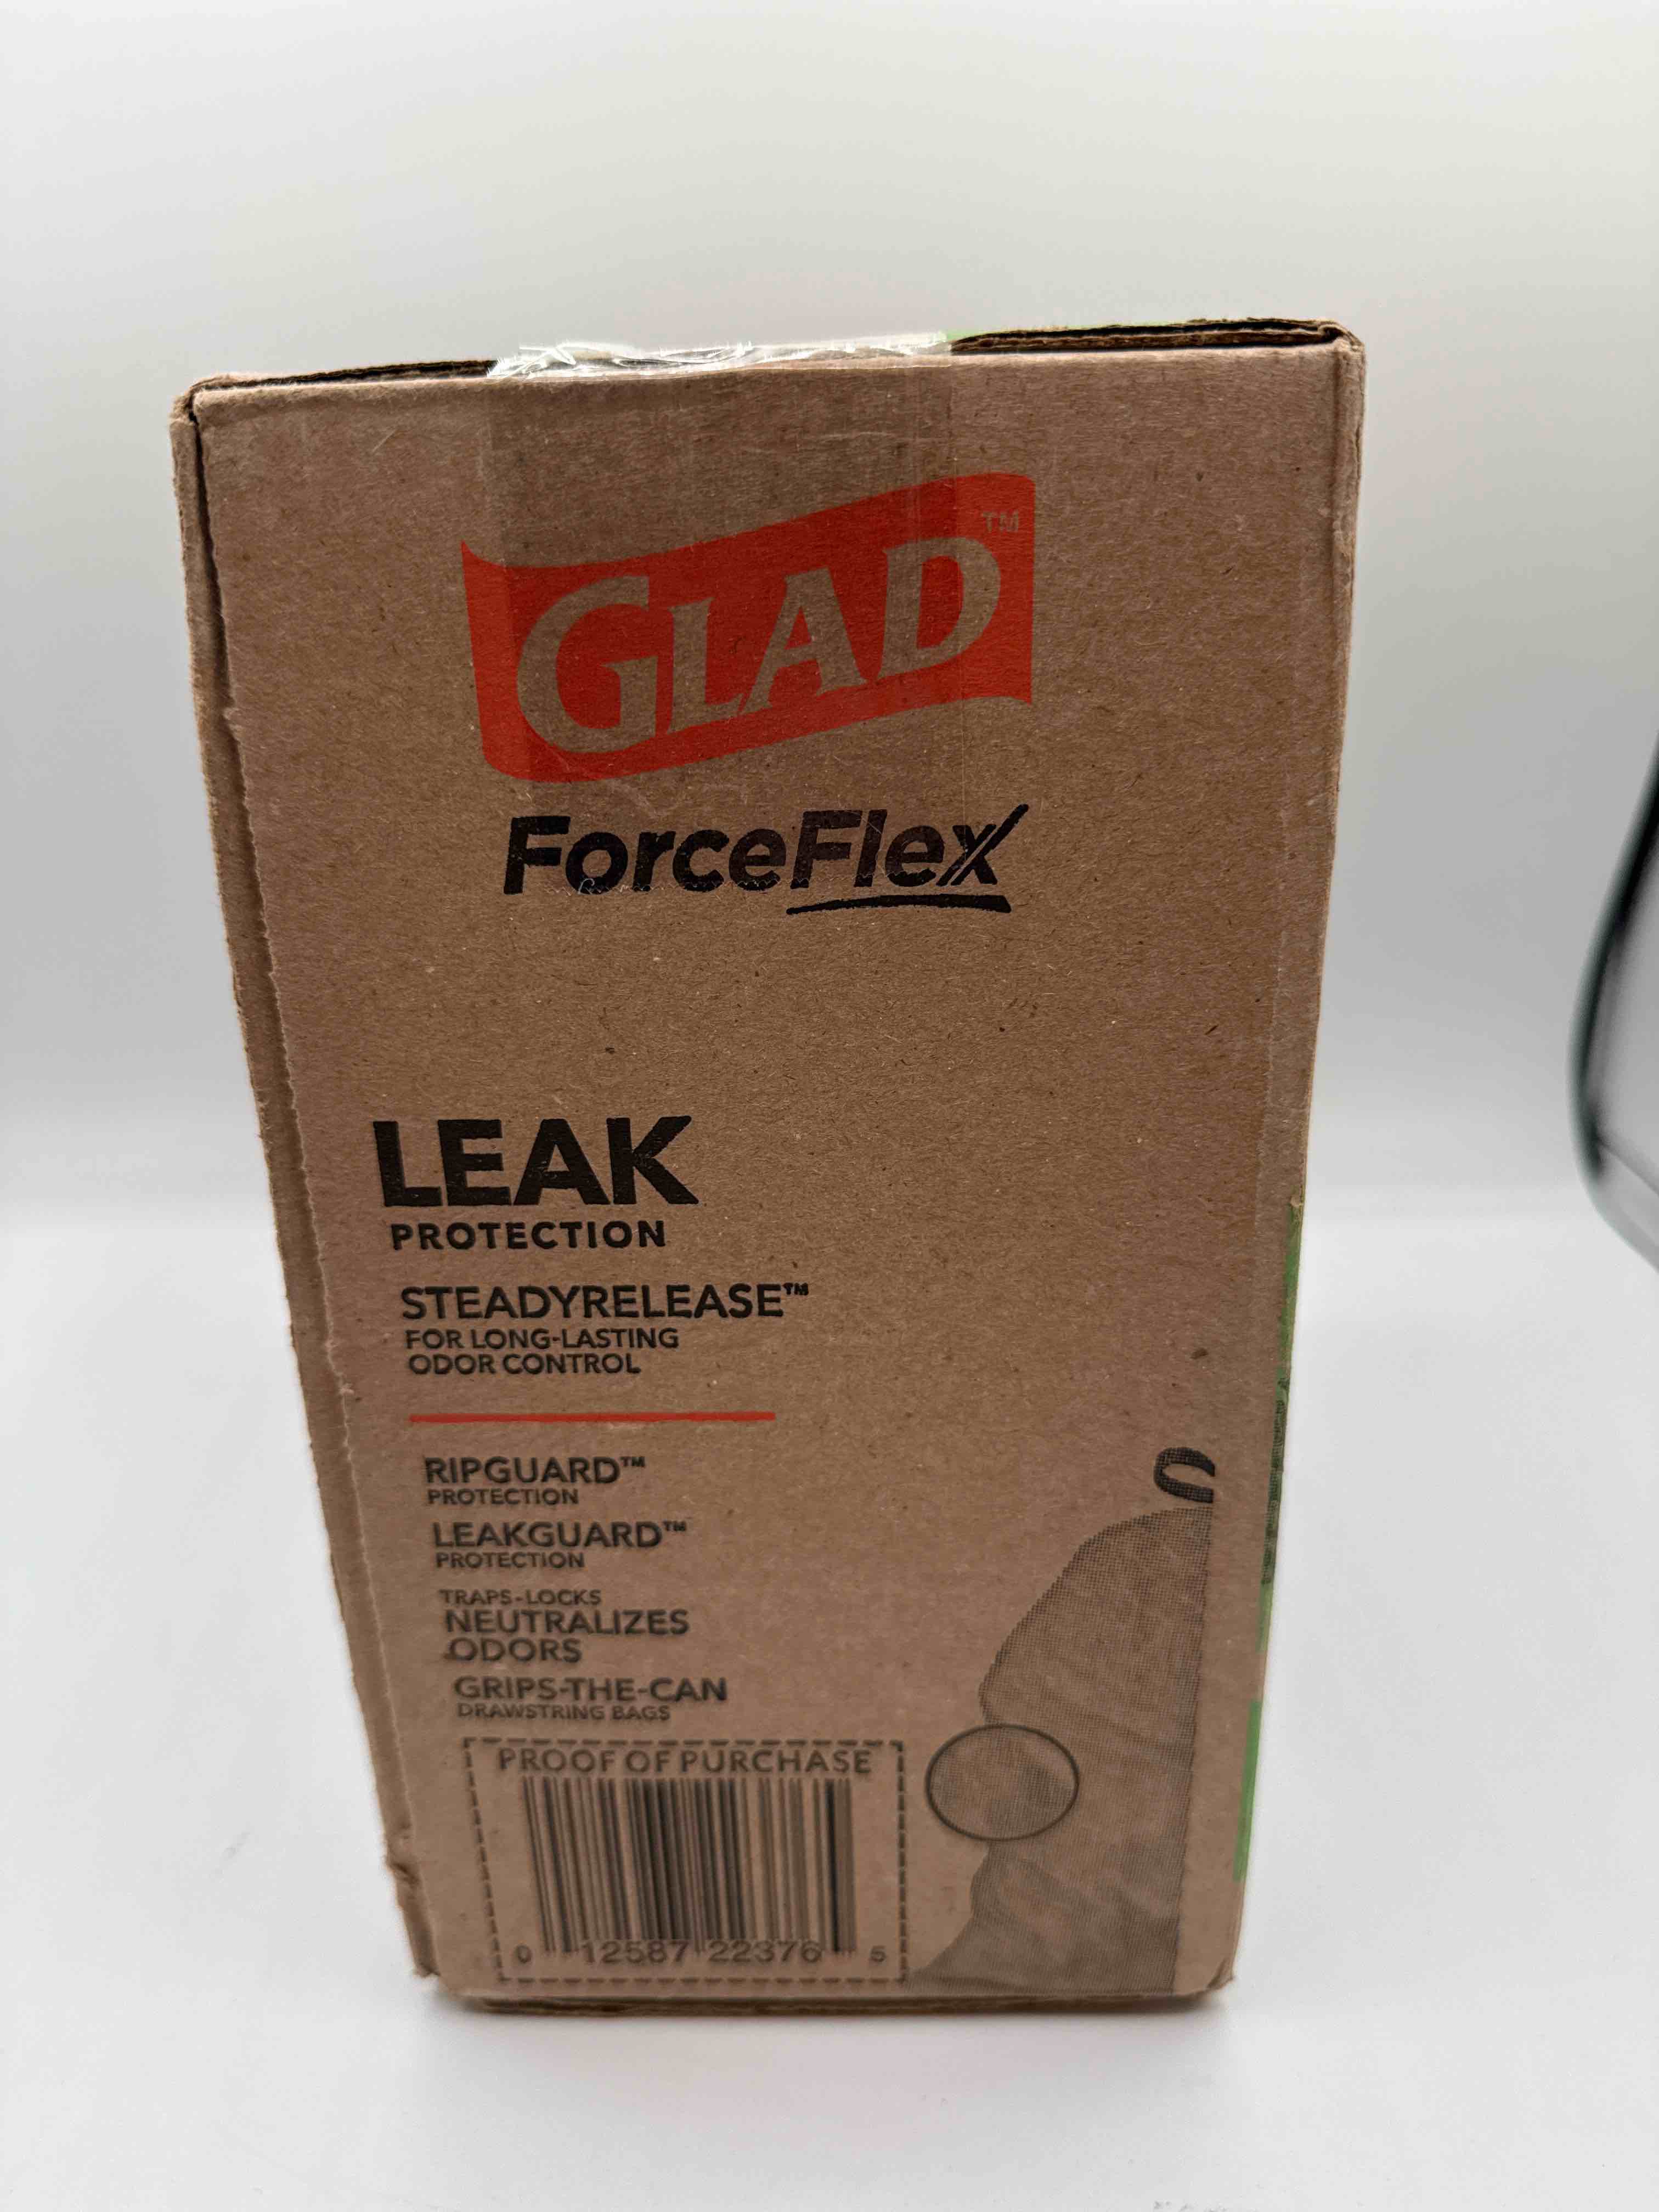 GLAD™
ForceFlex
LEAK
PROTECTION
STEADYRELEASE™
FOR LONG-LASTING
ODOR CONTROL
RIPGUARD™
PROTECTION
LEAKGUARD™
PROTECTION
TRAPS-LOCKS
NEUTRALIZES
ODORS
GRIPS-THE-CAN
DRAWSTRING BAGS
PROOF OF PURCHASE
0 12587 22376 5